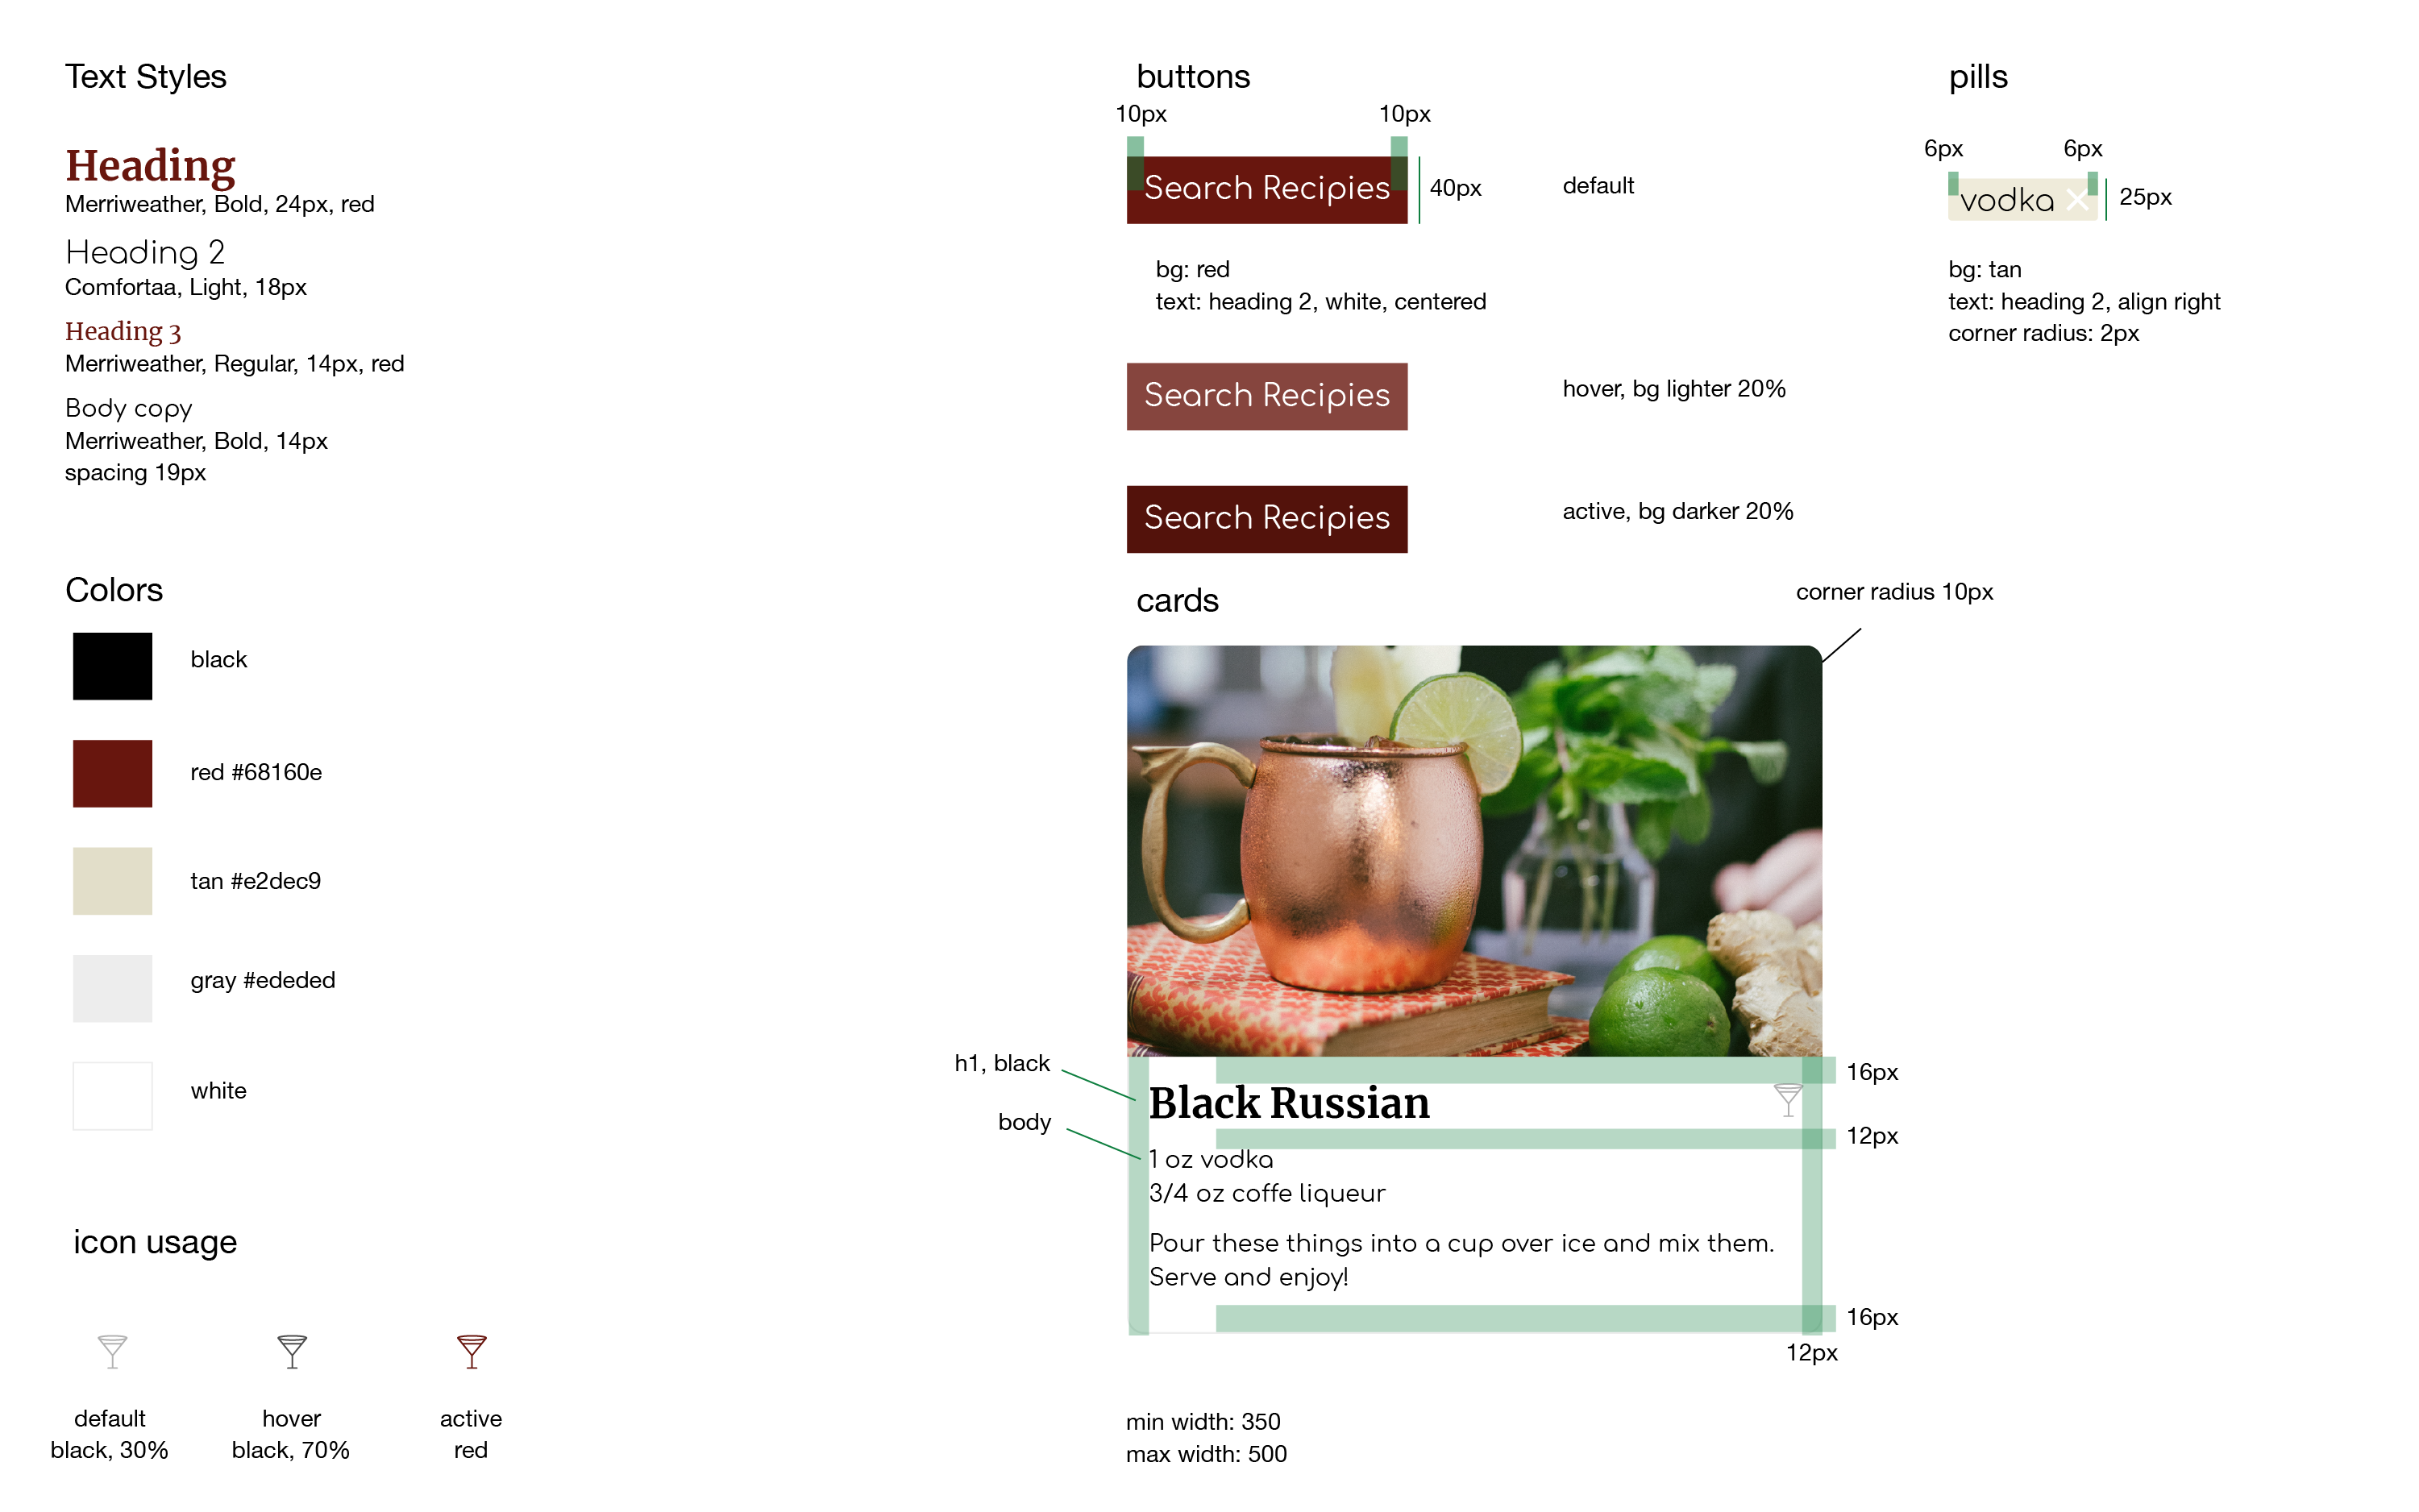 Text Styles
Heading
Merriweather, Bold, 24px, red
Heading 2
Comfortaa, Light, 18px
Heading 3
Merriweather, Regular, 14px, red
Body copy
Merriweather, Bold, 14px
spacing 19px
Colors
black
red #68160e
tan #e2dec9
gray #ededed
white
icon usage
default
black, 30%
hover
black, 70%
active
red
buttons
10px
10px
Search Recipies
40px
default
bg: red
text: heading 2, white, centered
Search Recipies
hover, bg lighter 20%
Search Recipies
active, bg darker 20%
pills
6px
6px
vodka
25px
bg: tan
text: heading 2, align right
corner radius: 2px
cards
corner radius 10px
h1, black
16px
Black Russian
body
12px
1 oz vodka
3/4 oz coffe liqueur
Pour these things into a cup over ice and mix them.
Serve and enjoy!
16px
12px
min width: 350
max width: 500